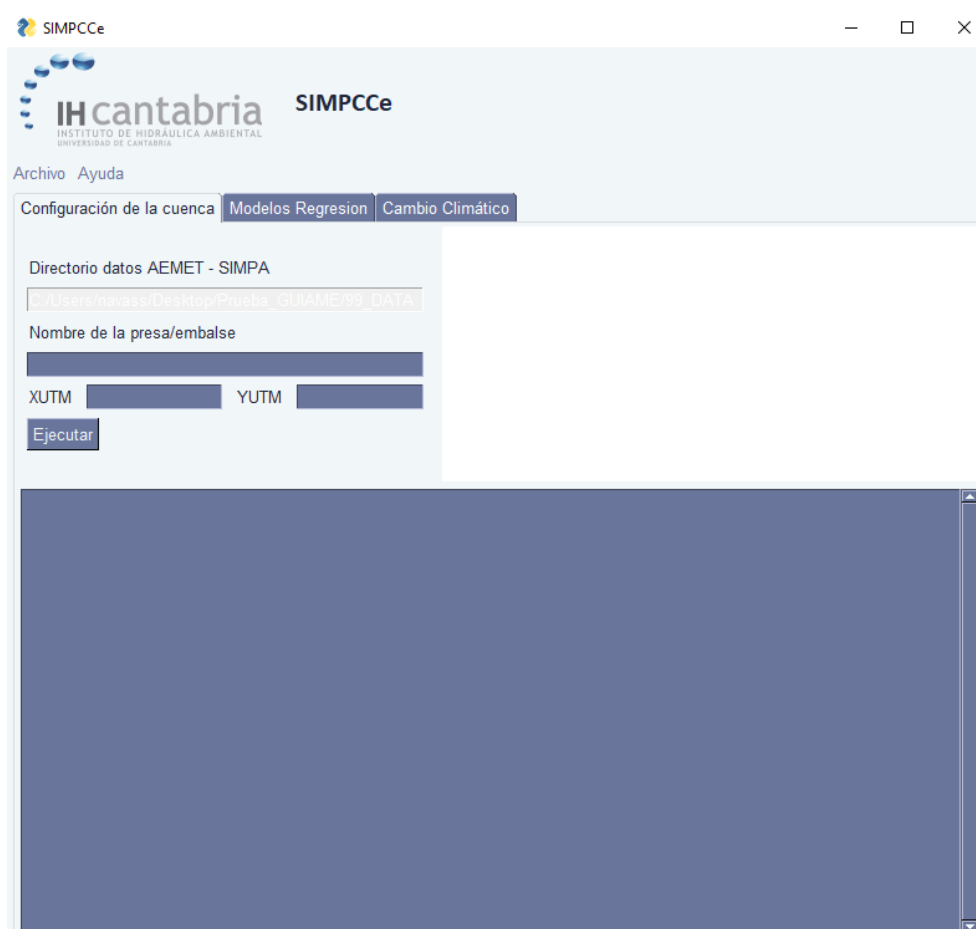 SIMPCCe
IHcantabria
INSTITUTO DE HIDRÁULICA AMBIENTAL
UNIVERSIDAD DE CANTABRIA
SIMPCCe
Archivo Ayuda
Configuración de la cuenca Modelos Regresion Cambio Climático
Directorio datos AEMET - SIMPA
C:/Users/navass/Desktop/Prueba_GUIAME/99_DATA
Nombre de la presa/embalse
XUTM YUTM
Ejecutar